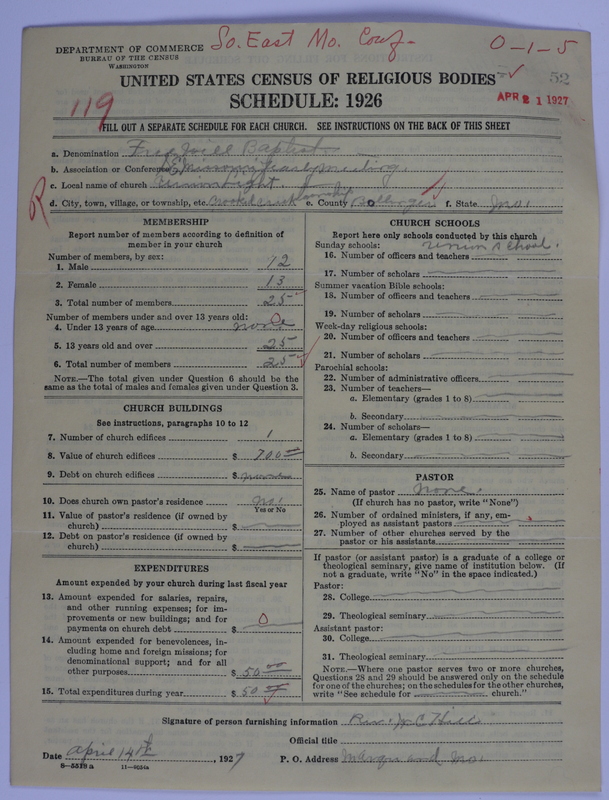 So. East Mo. Conf-
0-1-5
DEPARTMENT OF COMMERCE
BUREAU OF THE CENSUS
WASHINGTON
52
UNITED STATES CENSUS OF RELIGIOUS BODIES
APR 21 1927
SCHEDULE: 1926
119
FILL OUT A SEPARATE SCHEDULE FOR EACH CHURCH. SEE INSTRUCTIONS ON THE BACK OF THIS SHEET
a. Denomination Free Will Baptist
b. Association or Conference Missouri Yearly Meeting.
c. Local name of church
d. City, town, village, or township, etc. e. County Bollinger f. State Mo.
MEMBERSHIP
Report number of members according to definition of member in your church
Number of members, by sex:
1. Male 12
2. Female 13
3. Total number of members 25
Number of members under and over 13 years old:
4. Under 13 years of age none 0
5. 13 years old and over 25
6. Total number of members 25
NOTE.—The total given under Question 6 should be
same as the total of males and females given under Question 3.
CHURCH BUILDINGS
See instructions, paragraphs 10 to 12
7. Number of church edifices 1
8. Value of church edifices $ 700
9. Debt on church edifices $
10. Does church own pastor's residence no.
Yes or No
11. Value of pastor's residence (if owned by
church) $
12. Debt on pastor's residence (if owned by
church) $
EXPENDITURES
Amount expended by your church during last fiscal year
13. Amount expended for salaries, repairs,
and other running expenses; for im-
provements or new buildings; and for
payments on church debt $ 0
14. Amount expended for benevolences, in-
cluding home and foreign missions; for
denominational support; and for all
other purposes $ 50 00
15. Total expenditures during year $ 50
CHURCH SCHOOLS
Report here only schools conducted by this church
Sunday schools: union school.
16. Number of officers and teachers
17. Number of scholars
Summer vacation Bible schools:
18. Number of officers and teachers
19. Number of scholars
Week-day religious schools:
20. Number of officers and teachers
21. Number of scholars
Parochial schools:
22. Number of administrative officers
23. Number of teachers—
a. Elementary (grades 1 to 8)
b. Secondary
24. Number of scholars—
a. Elementary (grades 1 to 8)
b. Secondary
PASTOR
25. Name of pastor None.
(If church has no pastor, write "None")
26. Number of ordained ministers, if any, em-
ployed as assistant pastors
27. Number of other churches served by the
pastor or his assistants
If pastor (or assistant pastor) is a graduate of a college or
theological seminary, give name of institution below. (If
not a graduate, write "No" in the space indicated.)
Pastor:
28. College
29. Theological seminary
Assistant pastor:
30. College
31. Theological seminary
NOTE.—Where one pastor serves two or more churches,
Questions 28 and 29 should be answered only on the schedule
for one of the churches; on the schedules for the other churches,
write "See schedule for church."
Signature of person furnishing information Rev.
Official title
Date April 14th, 1927 P. O. Address Mo.
8-5518 a 11-9034a